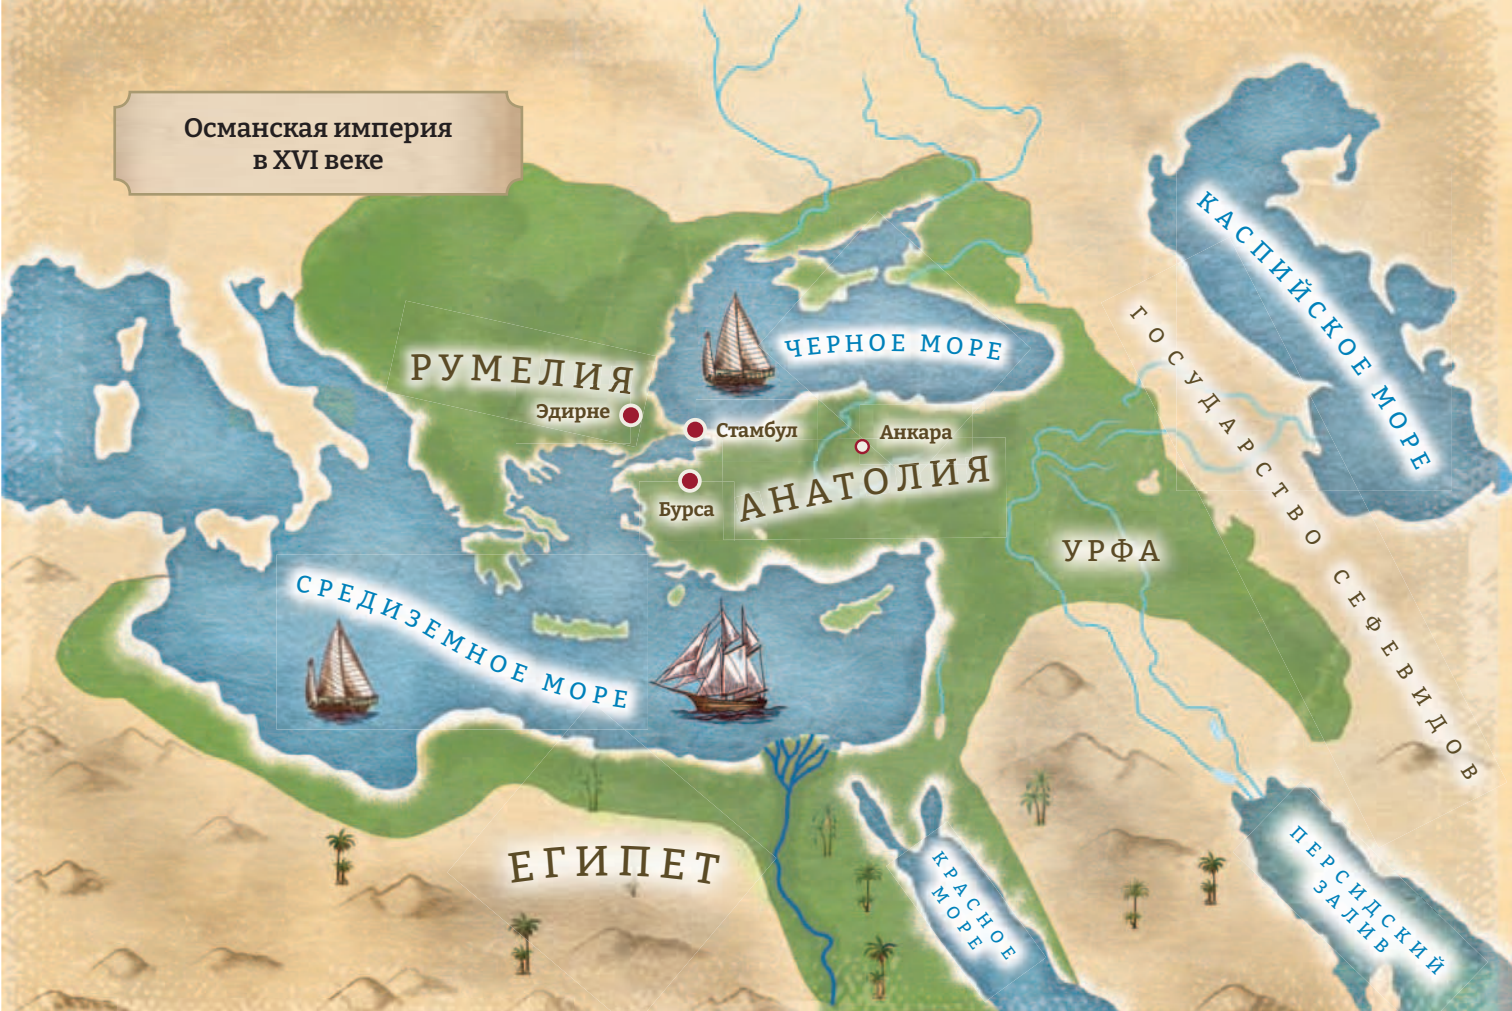 Османская империя
в XVI веке
КАСПИЙСКОЕ МОРЕ
ГОСУДАРСТВО СЕФЕВИДОВ
ЧЕРНОЕ МОРЕ
РУМЕЛИЯ
Эдирне
Стамбул
Анкара
АНАТОЛИЯ
Бурса
УРФА
СРЕДИЗЕМНОЕ МОРЕ
ЕГИПЕТ
КРАСНОЕ
МОРЕ
ПЕРСИДСКИЙ
ЗАЛИВ